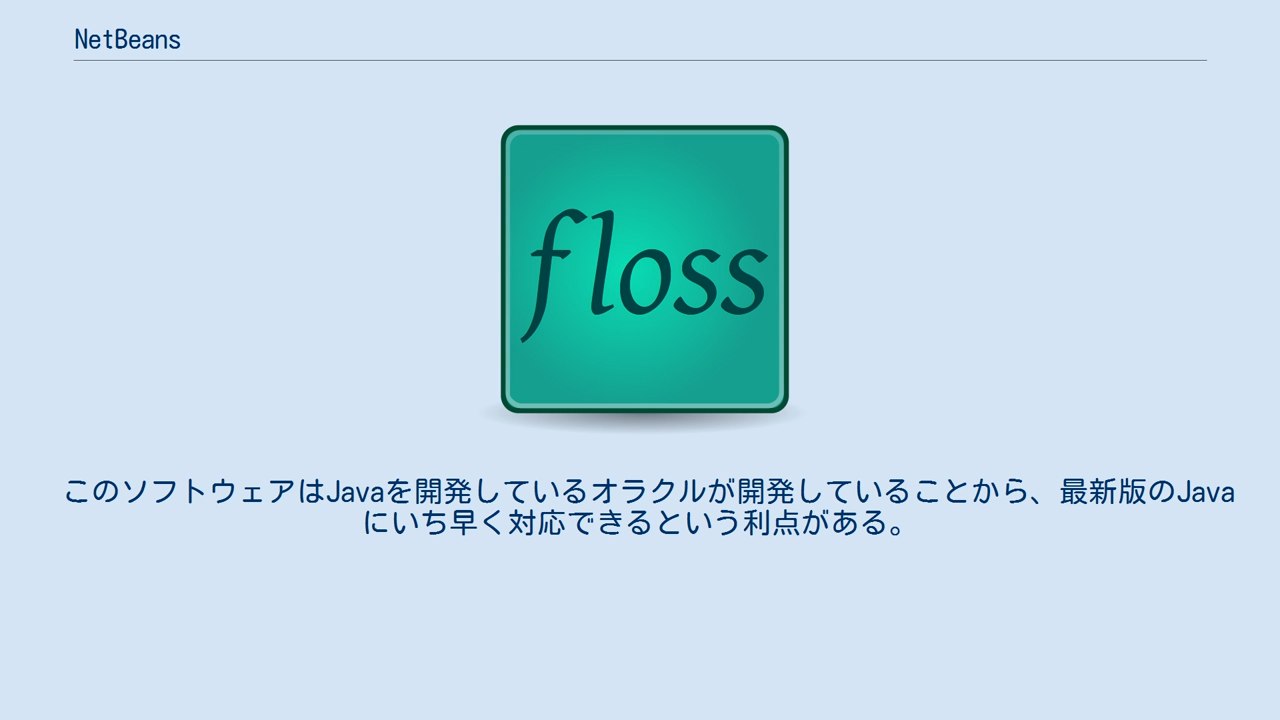 NetBeans
floss
このソフトウェアはJavaを開発しているオラクルが開発していることから、最新版のJava
にいち早く対応できるという利点がある。